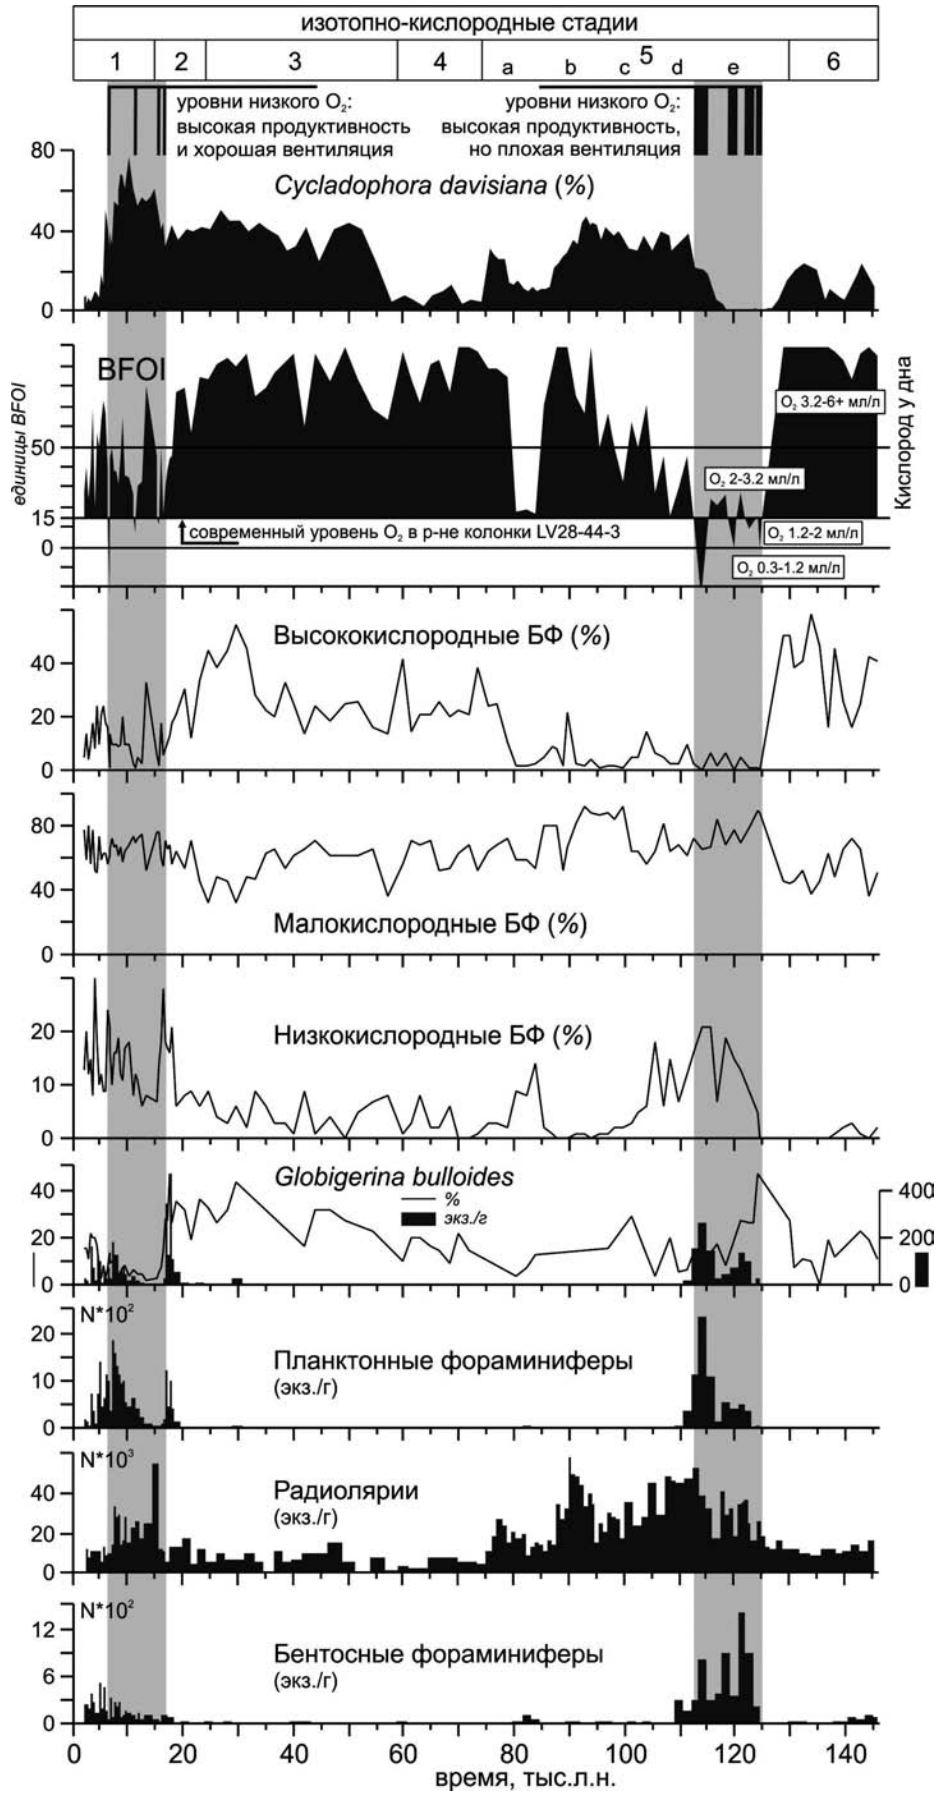 изотопно-кислородные стадии
1 2 3 4 5 6
a b c d e
уровни низкого O₂:
высокая продуктивность
и хорошая вентиляция
уровни низкого O₂:
высокая продуктивность,
но плохая вентиляция
Cycladophora davisiana (%)
80
40
0
BFOI
единицы BFOI
50
15
0
Кислород у дна
O₂ 3.2-6+ мл/л
O₂ 2-3.2 мл/л
O₂ 1.2-2 мл/л
O₂ 0.3-1.2 мл/л
современный уровень O₂ в р-не колонки LV28-44-3
Высококислородные БФ (%)
40
20
0
80
40
0
Малокислородные БФ (%)
Низкокислородные БФ (%)
20
10
0
Globigerina bulloides
%
экз./г
40
20
0
400
200
0
N*10²
Планктонные фораминиферы
(экз./г)
20
10
0
N*10³
Радиолярии
(экз./г)
40
20
0
N*10²
Бентосные фораминиферы
(экз./г)
12
6
0
0 20 40 60 80 100 120 140
время, тыс.л.н.